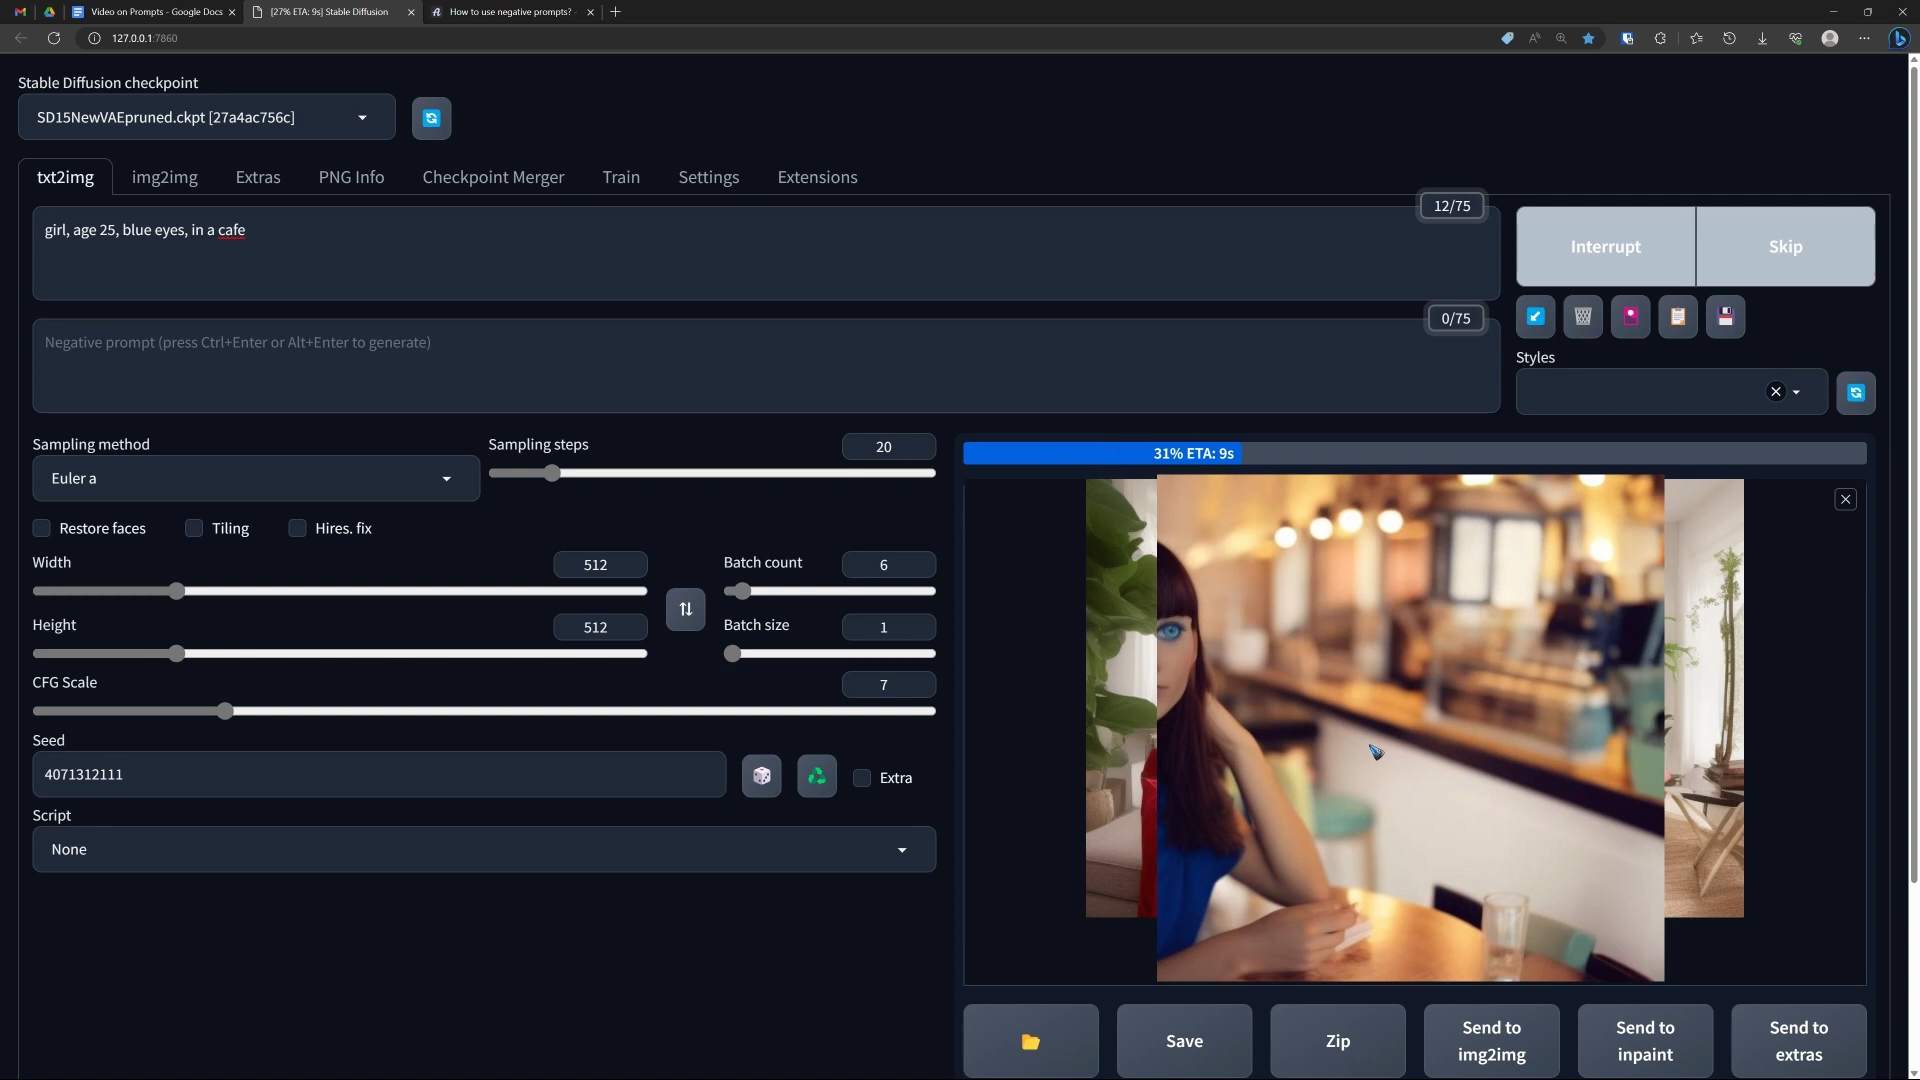 Video on Prompts - Google Docs
[27% ETA: 9s] Stable Diffusion
How to use negative prompts? -
127.0.0.1:7860
Stable Diffusion checkpoint
SD15NewVAEpruned.ckpt [27a4ac756c]
txt2img
img2img
Extras
PNG Info
Checkpoint Merger
Train
Settings
Extensions
12/75
girl, age 25, blue eyes, in a cafe
Interrupt
Skip
0/75
Negative prompt (press Ctrl+Enter or Alt+Enter to generate)
Styles
Sampling method
Euler a
Sampling steps
20
31% ETA: 9s
Restore faces
Tiling
Hires. fix
Width
512
Batch count
6
Height
512
Batch size
1
CFG Scale
7
Seed
4071312111
Extra
Script
None
Save
Zip
Send to
img2img
Send to
inpaint
Send to
extras